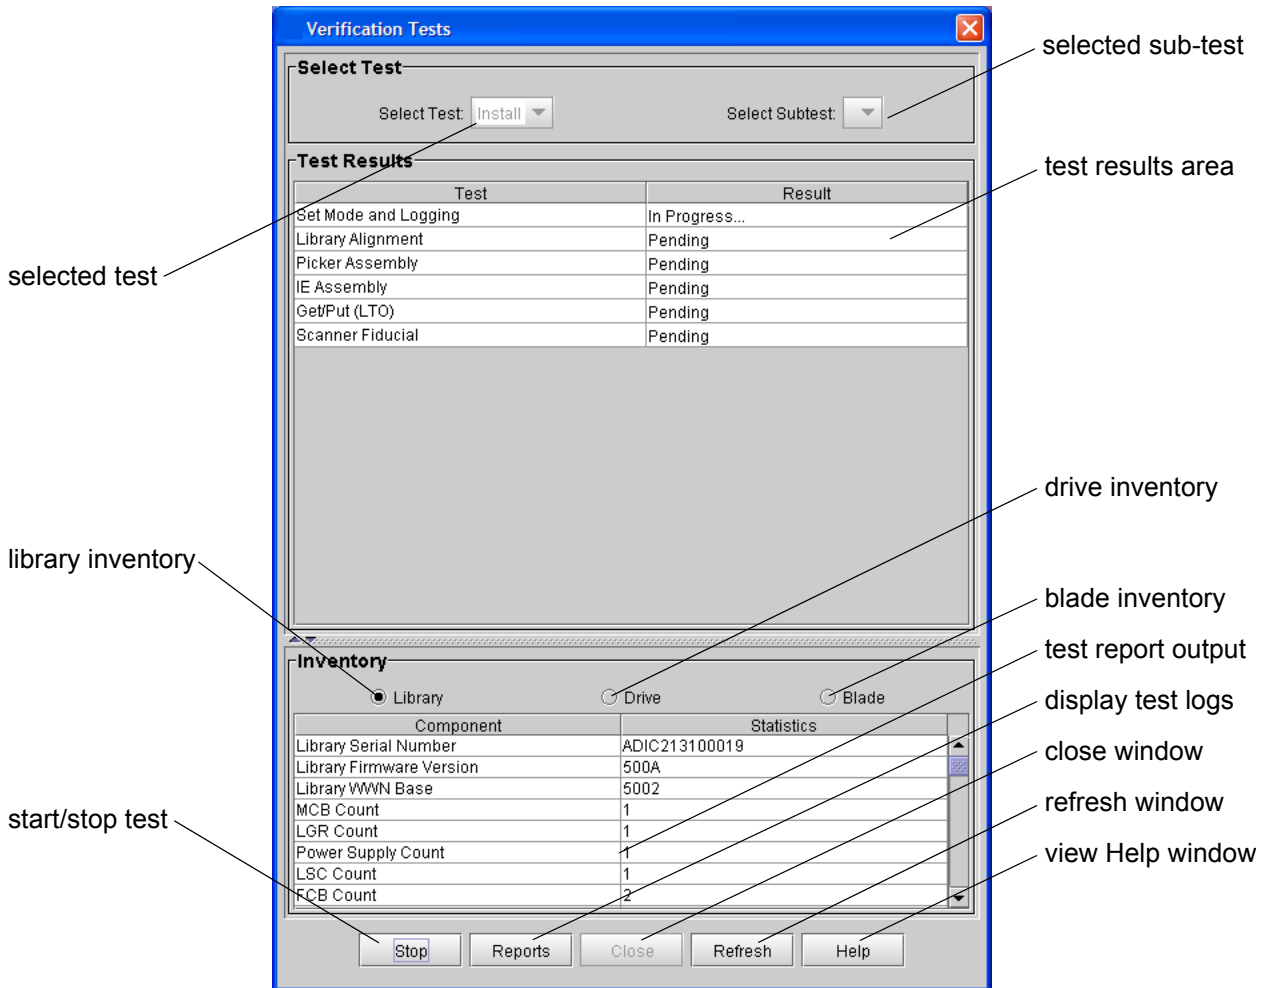 Verification Tests
selected sub-test
Select Test
Select Test: Install
Select Subtest:
Test Results
test results area
Test Result
Set Mode and Logging In Progress...
Library Alignment Pending
Picker Assembly Pending
selected test
IE Assembly Pending
Get/Put (LTO) Pending
Scanner Fiducial Pending
drive inventory
library inventory
blade inventory
test report output
Inventory
Library Drive Blade
display test logs
Component Statistics
Library Serial Number ADIC213100019
close window
Library Firmware Version 500A
Library WWN Base 5002
refresh window
MCB Count 1
start/stop test
LGR Count 1
Power Supply Count 1
view Help window
LSC Count 1
FCB Count 2
Stop Reports Close Refresh Help